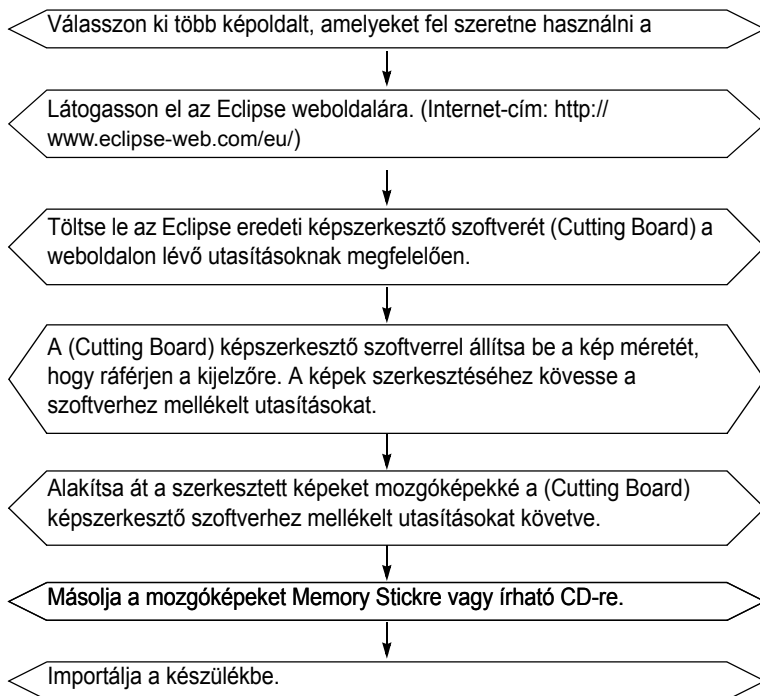 Válasszon ki több képoldalt, amelyeket fel szeretne használni a
Látogasson el az Eclipse weboldalára. (Internet-cím: http://
www.eclipse-web.com/eu/)
Töltse le az Eclipse eredeti képszerkesztő szoftverét (Cutting Board) a
weboldalon lévő utasításoknak megfelelően.
A (Cutting Board) képszerkesztő szoftverrel állítsa be a kép méretét,
hogy ráférjen a kijelzőre. A képek szerkesztéséhez kövesse a
szoftverhez mellékelt utasításokat.
Alakítsa át a szerkesztett képeket mozgóképekké a (Cutting Board)
képszerkesztő szoftverhez mellékelt utasításokat követve.
Másolja a mozgóképeket Memory Stickre vagy írható CD-re.
Importálja a készülékbe.